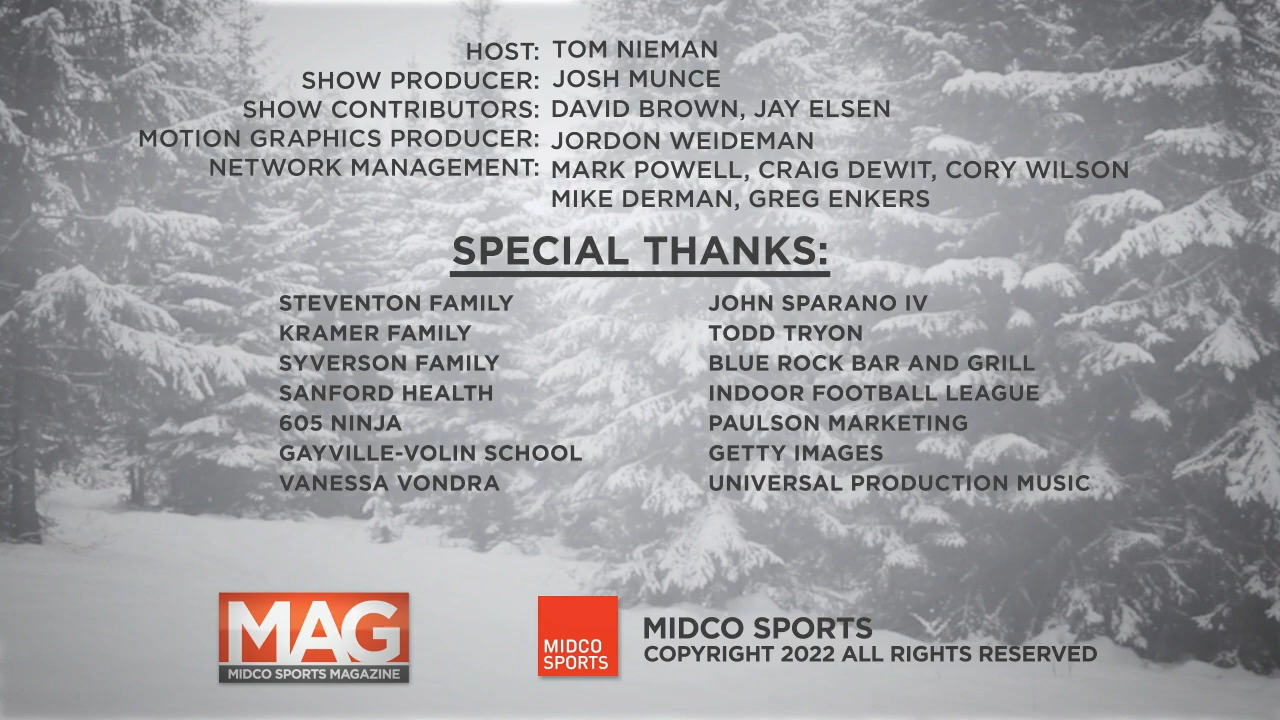 HOST: TOM NIEMAN
SHOW PRODUCER: JOSH MUNCE
SHOW CONTRIBUTORS: DAVID BROWN, JAY ELSEN
MOTION GRAPHICS PRODUCER: JORDON WEIDEMAN
NETWORK MANAGEMENT: MARK POWELL, CRAIG DEWIT, CORY WILSON
MIKE DERMAN, GREG ENKERS
SPECIAL THANKS:
STEVENTON FAMILY
KRAMER FAMILY
SYVERSON FAMILY
SANFORD HEALTH
605 NINJA
GAYVILLE-VOLIN SCHOOL
VANESSA VONDRA
JOHN SPARANO IV
TODD TRYON
BLUE ROCK BAR AND GRILL
INDOOR FOOTBALL LEAGUE
PAULSON MARKETING
GETTY IMAGES
UNIVERSAL PRODUCTION MUSIC
MAG
MIDCO SPORTS MAGAZINE
MIDCO
SPORTS
MIDCO SPORTS
COPYRIGHT 2022 ALL RIGHTS RESERVED